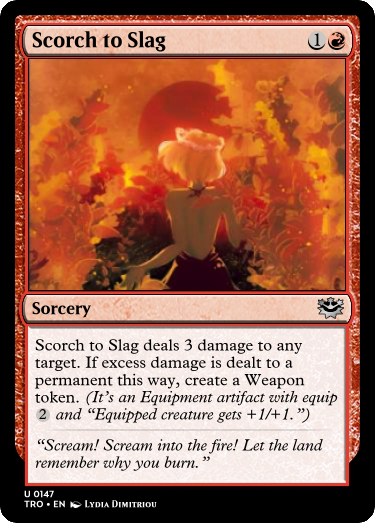 Scorch to Slag 1
Sorcery
Scorch to Slag deals 3 damage to any
target. If excess damage is dealt to a
permanent this way, create a Weapon
token. (It's an Equipment artifact with equip
2 and “Equipped creature gets +1/+1.”)
“Scream! Scream into the fire! Let the land
remember why you burn.”
U 0147
TRO • EN Lydia Dimitriou